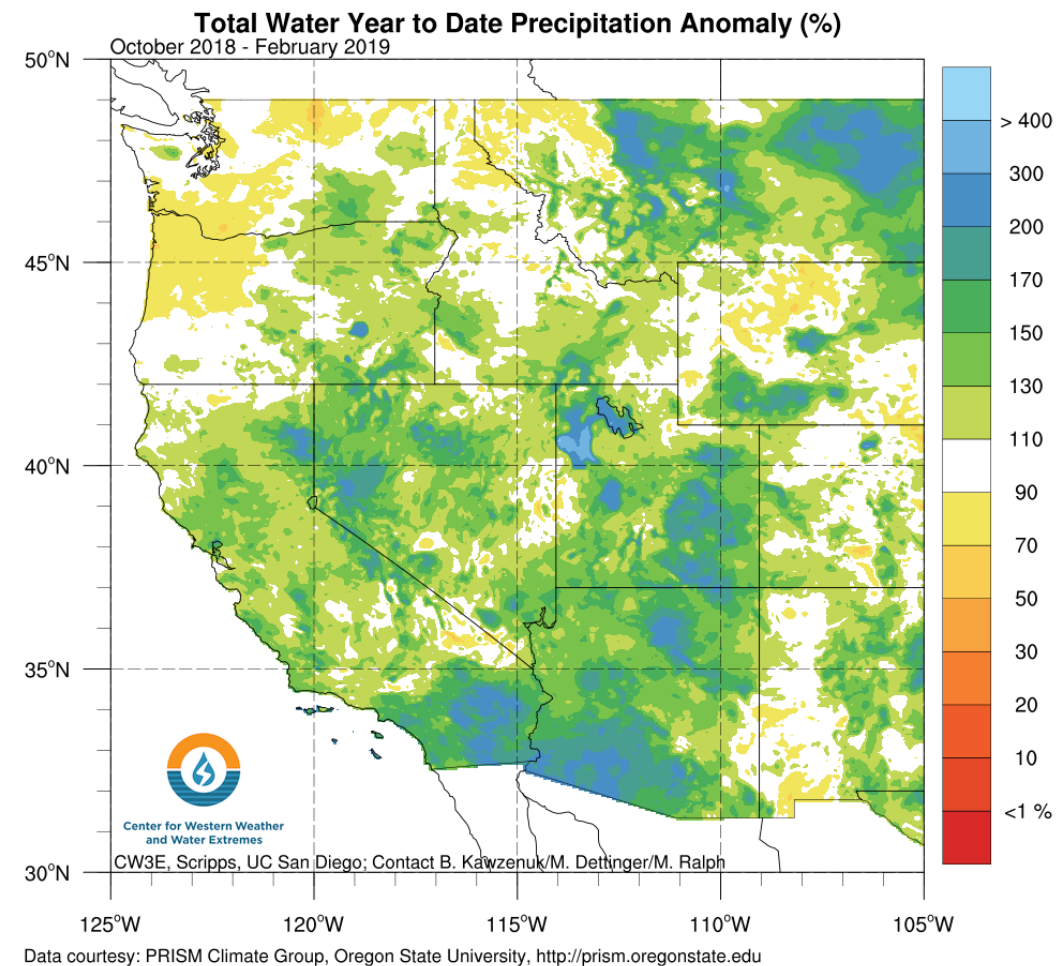 Total Water Year to Date Precipitation Anomaly (%)
October 2018 - February 2019
50°N
45°N
40°N
35°N
30°N
125°W
120°W
115°W
110°W
105°W
> 400
300
200
170
150
130
110
90
70
50
30
20
10
<1 %
Center for Western Weather
and Water Extremes
CW3E, Scripps, UC San Diego; Contact B. Kawzenuk/M. Dettinger/M. Ralph
Data courtesy: PRISM Climate Group, Oregon State University, http://prism.oregonstate.edu